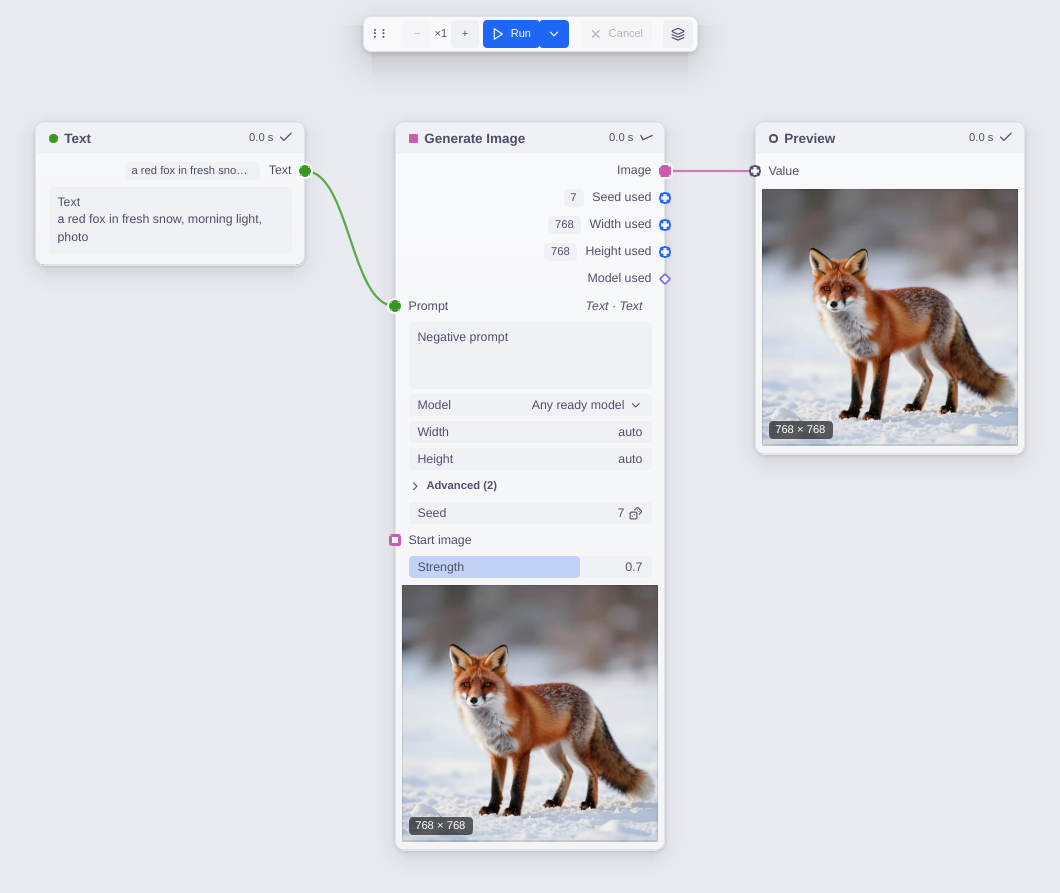 ×1
Run
Cancel
Text
0.0 s
a red fox in fresh sno…
Text
Text
a red fox in fresh snow, morning light,
photo
Generate Image
0.0 s
Image
7 Seed used
768 Width used
768 Height used
Model used
Prompt Text · Text
Negative prompt
Model Any ready model
Width auto
Height auto
Advanced (2)
Seed 7
Start image
Strength 0.7
768 × 768
Preview
0.0 s
Value
768 × 768